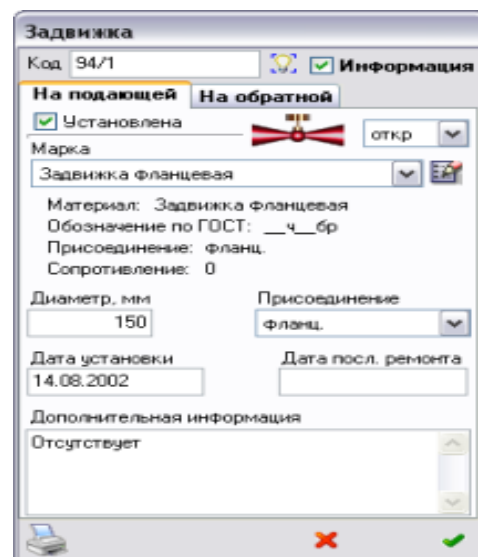 Задвижка
Код 94/1 Информация
На подающей На обратной
Установлена откр
Марка
Задвижка фланцевая
Материал: Задвижка фланцевая
Обозначение по ГОСТ: __ч__бр
Присоединение: фланц.
Сопротивление: 0
Диаметр, мм Присоединение
150 фланц.
Дата установки Дата посл. ремонта
14.08.2002
Дополнительная информация
Отсутствует